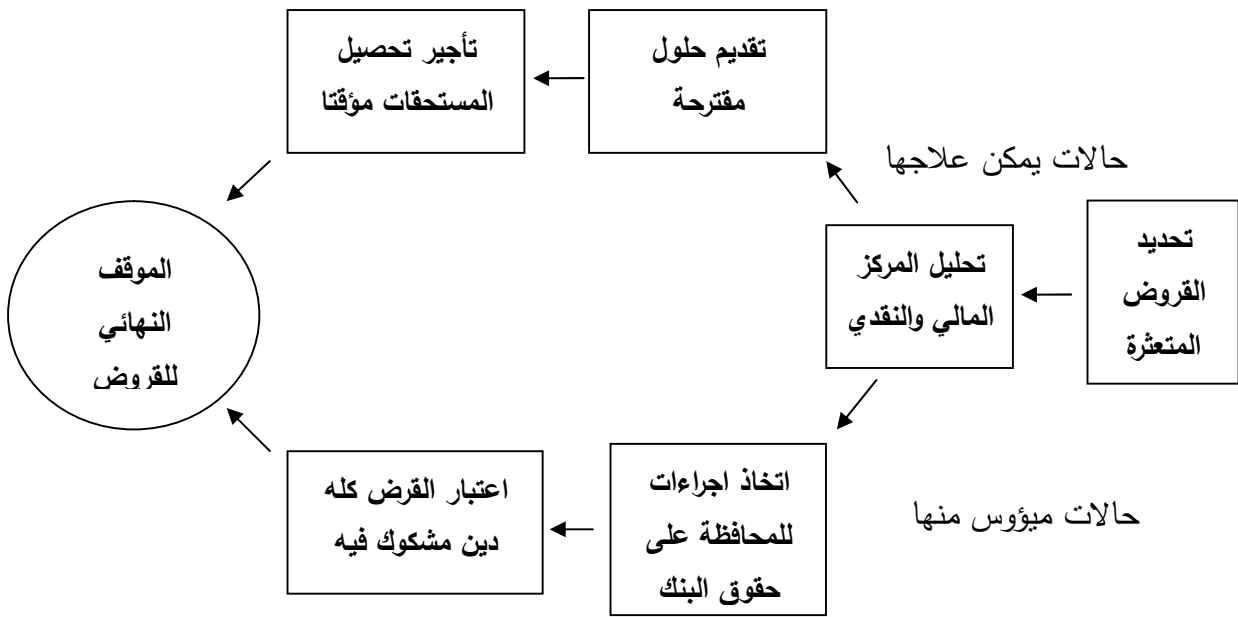 تحديد
القروض
المتعثرة
تحليل المركز
المالي والنقدي
حالات يمكن علاجها
تقديم حلول
مقترحة
تأجير تحصيل
المستحقات مؤقتا
حالات ميؤوس منها
اتخاذ اجراءات
للمحافظة على
حقوق البنك
اعتبار القرض كله
دين مشكوك فيه
الموقف
النهائي
للقروض